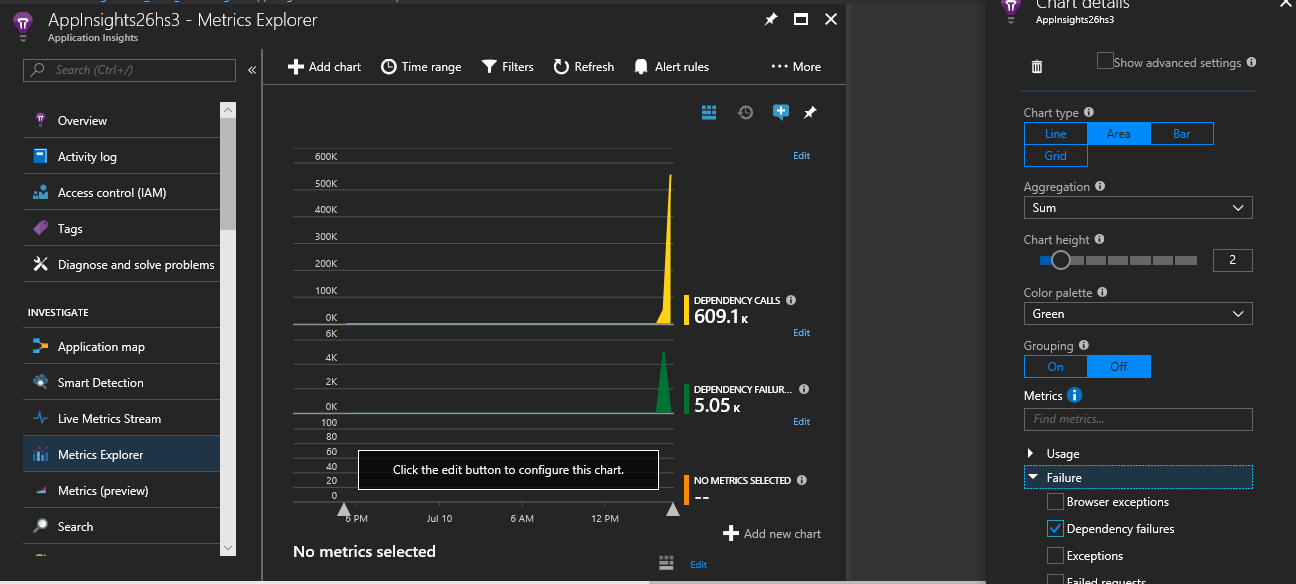 AppInsights26hs3 - Metrics Explorer
Application Insights
Search (Ctrl+/)
Overview
Activity log
Access control (IAM)
Tags
Diagnose and solve problems
INVESTIGATE
Application map
Smart Detection
Live Metrics Stream
Metrics Explorer
Metrics (preview)
Search
Add chart
Time range
Filters
Refresh
Alert rules
More
Edit
600K
500K
400K
300K
200K
100K
0K
DEPENDENCY CALLS
609.1 K
Edit
6K
4K
2K
0K
DEPENDENCY FAILUR...
5.05 K
Edit
100
80
60
40
20
0
Click the edit button to configure this chart.
NO METRICS SELECTED
--
6 PM
Jul 10
6 AM
12 PM
Add new chart
No metrics selected
Edit
Chart details
AppInsights26hs3
Show advanced settings
Chart type
Line
Area
Bar
Grid
Aggregation
Sum
Chart height
2
Color palette
Green
Grouping
On
Off
Metrics
Find metrics...
Usage
Failure
Browser exceptions
Dependency failures
Exceptions
Failed requests